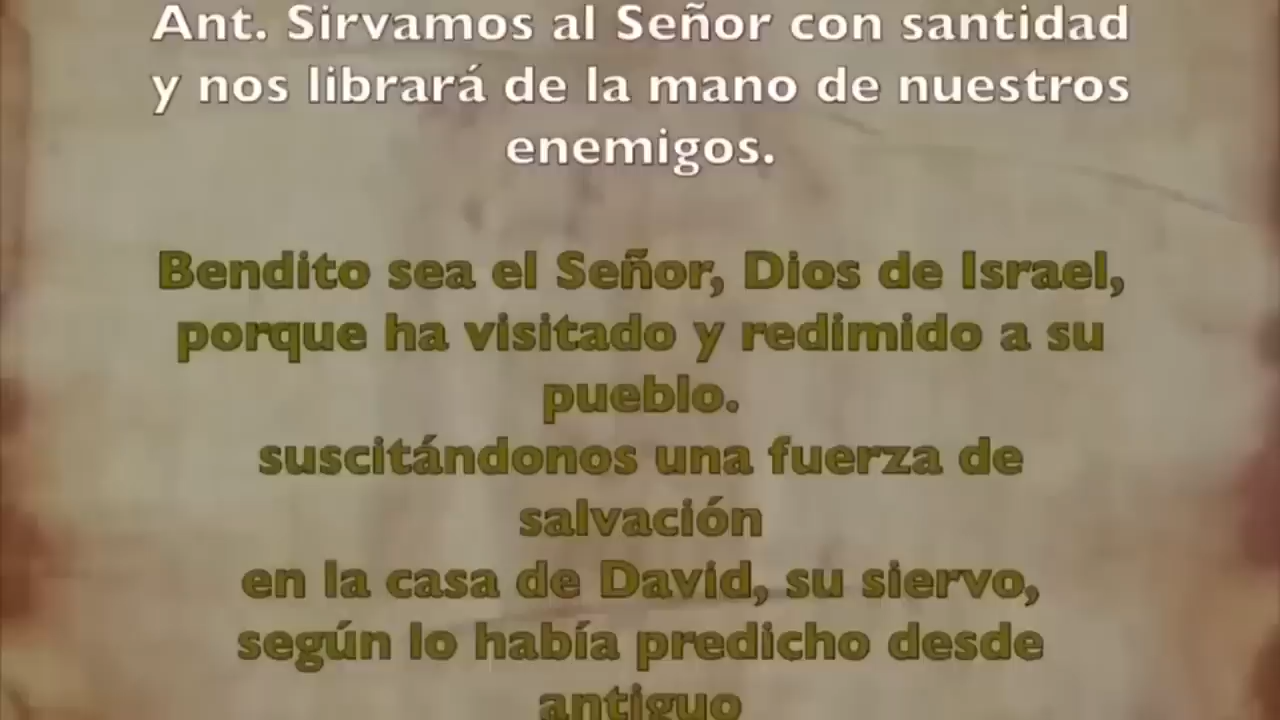 Ant. Sirvamos al Señor con santidad
y nos librará de la mano de nuestros
enemigos.
Bendito sea el Señor, Dios de Israel,
porque ha visitado y redimido a su
pueblo.
suscitándonos una fuerza de
salvación
en la casa de David, su siervo,
según lo había predicho desde
antiguo